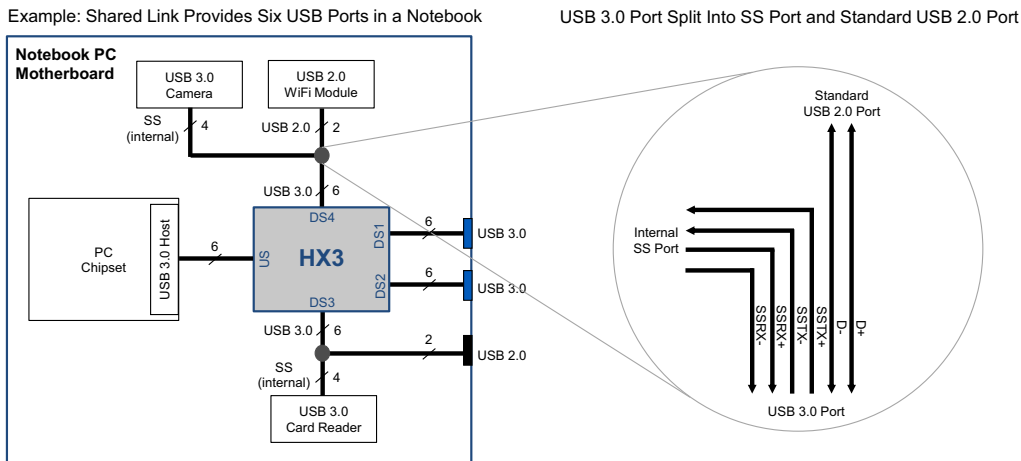 Example: Shared Link Provides Six USB Ports in a Notebook
USB 3.0 Port Split Into SS Port and Standard USB 2.0 Port
Notebook PC
Motherboard
USB 3.0
Camera
USB 2.0
WiFi Module
SS
(internal)
4
USB 2.0
2
USB 3.0
6
DS4
PC
Chipset
USB 3.0 Host
6
US
HX3
DS1
DS2
DS3
6
USB 3.0
6
USB 3.0
USB 3.0
6
2
USB 2.0
SS
(internal)
4
USB 3.0
Card Reader
Standard
USB 2.0 Port
Internal
SS Port
SSRX-
SSRX+
SSTX-
SSTX+
D-
D+
USB 3.0 Port